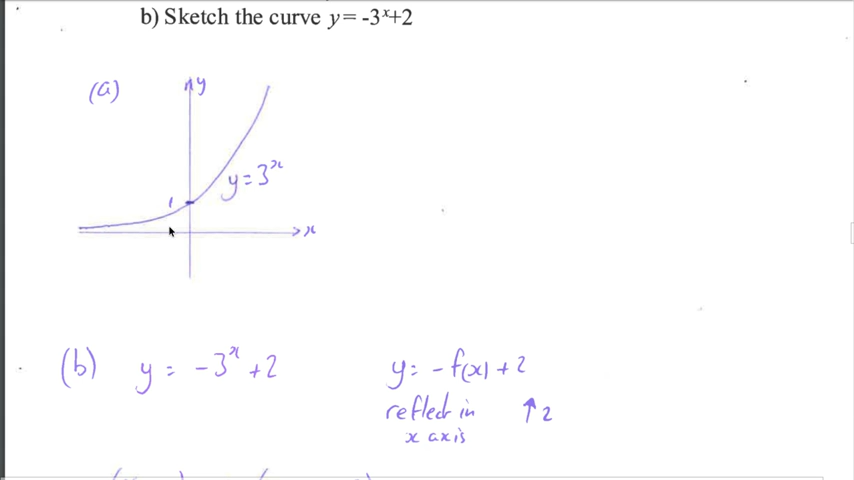 b) Sketch the curve y= -3ˣ+2
(a)
y
y = 3ˣ
1
x
(b) y = -3ˣ +2
y = -f(x) + 2
reflect in ↑2
x axis